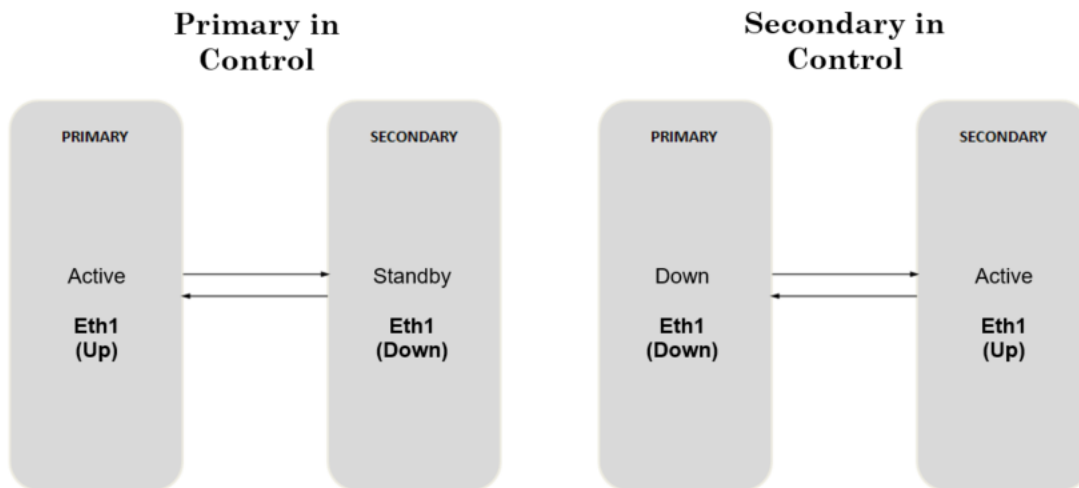 Primary in
Control
PRIMARY
Active
Eth1
(Up)
SECONDARY
Standby
Eth1
(Down)
Secondary in
Control
PRIMARY
Down
Eth1
(Down)
SECONDARY
Active
Eth1
(Up)